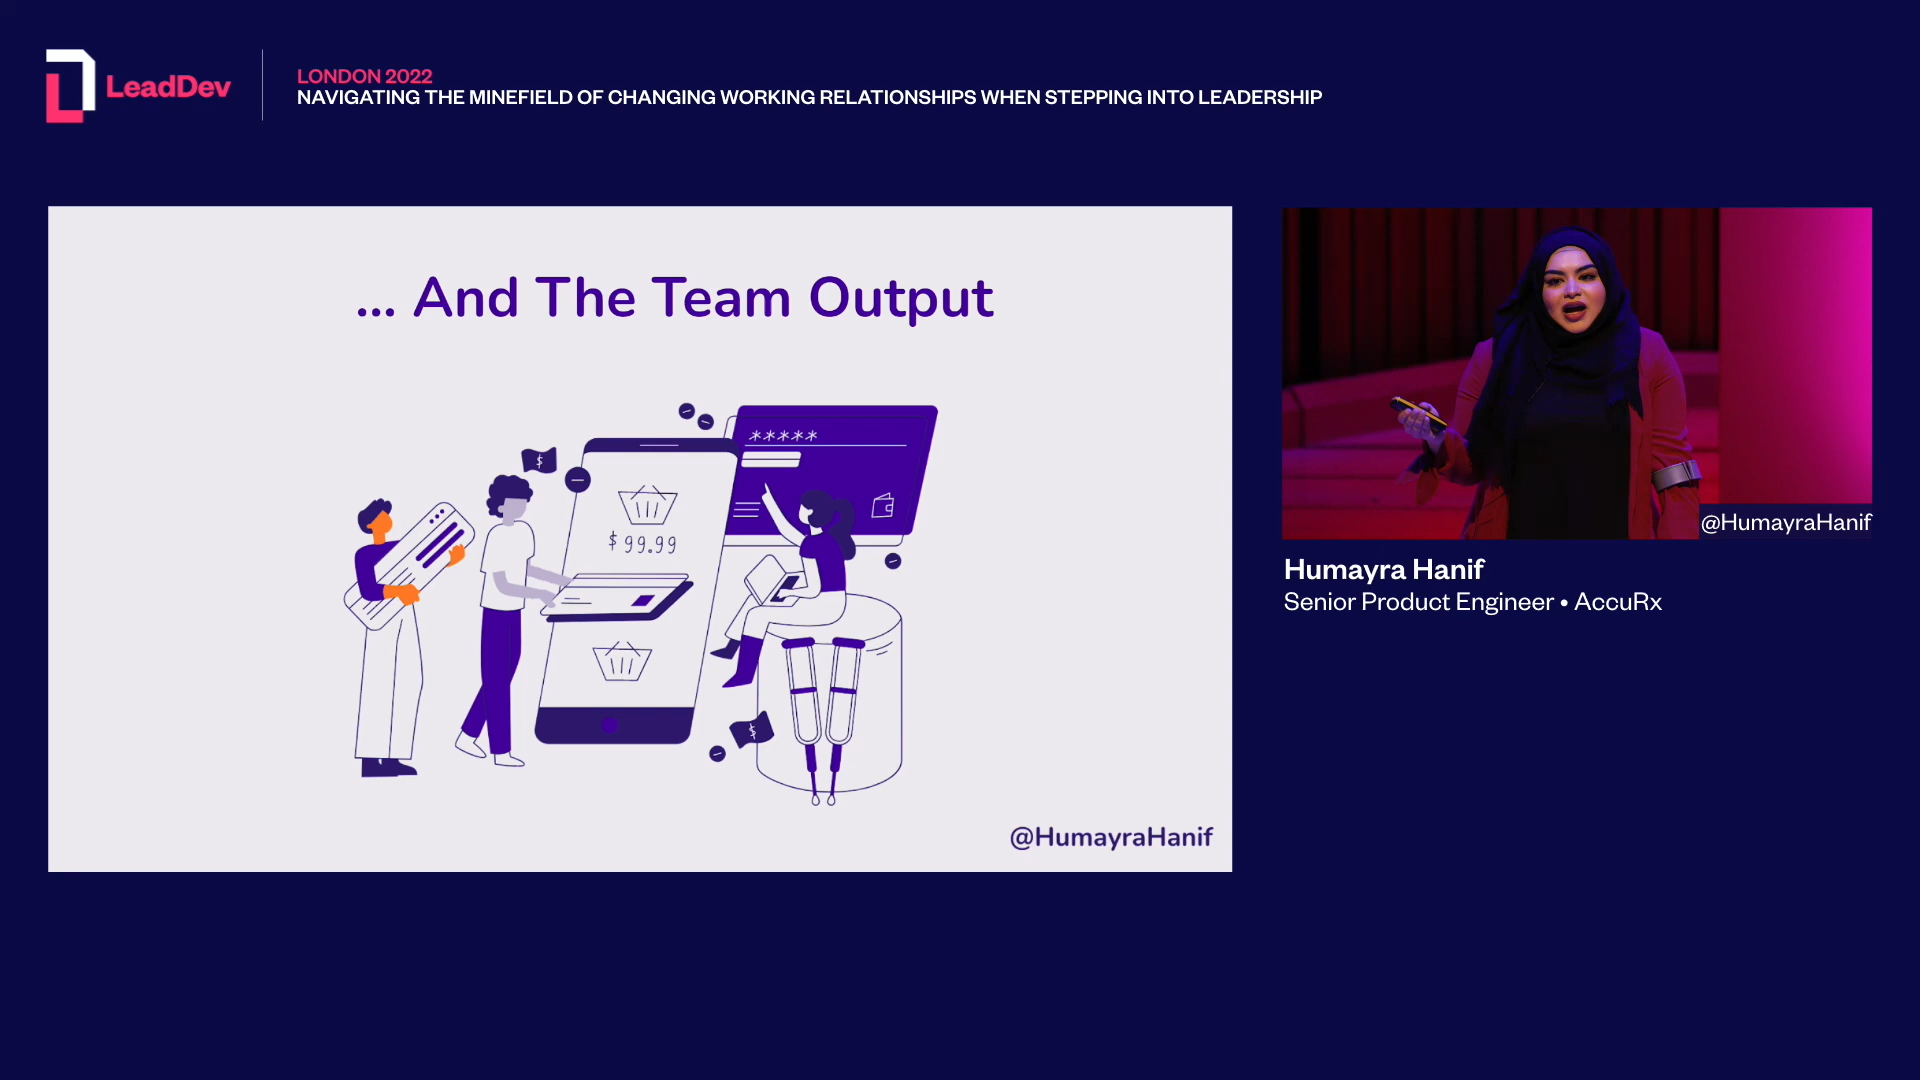 LeadDev
LONDON 2022
NAVIGATING THE MINEFIELD OF CHANGING WORKING RELATIONSHIPS WHEN STEPPING INTO LEADERSHIP
... And The Team Output
*****
$
$ 99.99
$
@HumayraHanif
@HumayraHanif
Humayra Hanif
Senior Product Engineer • AccuRx